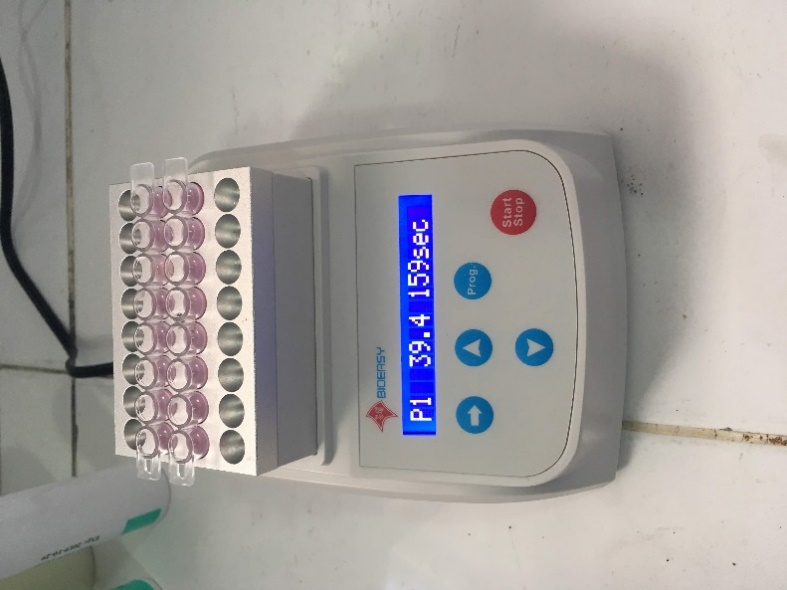 BIOEASY
P1 39.4 159sec
Prog.
Start
Stop